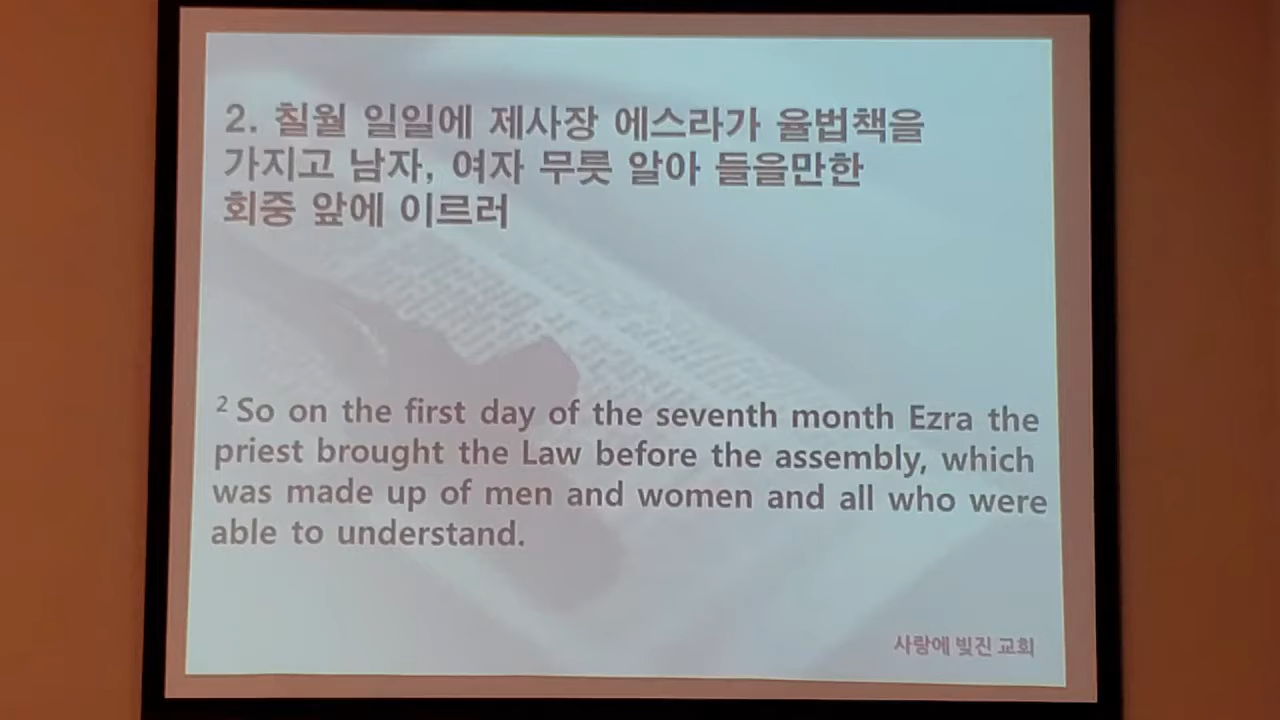 2. 칠월 일일에 제사장 에스라가 율법책을
가지고 남자, 여자 무릇 알아 들을만한
회중 앞에 이르러
2 So on the first day of the seventh month Ezra the
priest brought the Law before the assembly, which
was made up of men and women and all who were
able to understand.
사랑에 빚진 교회